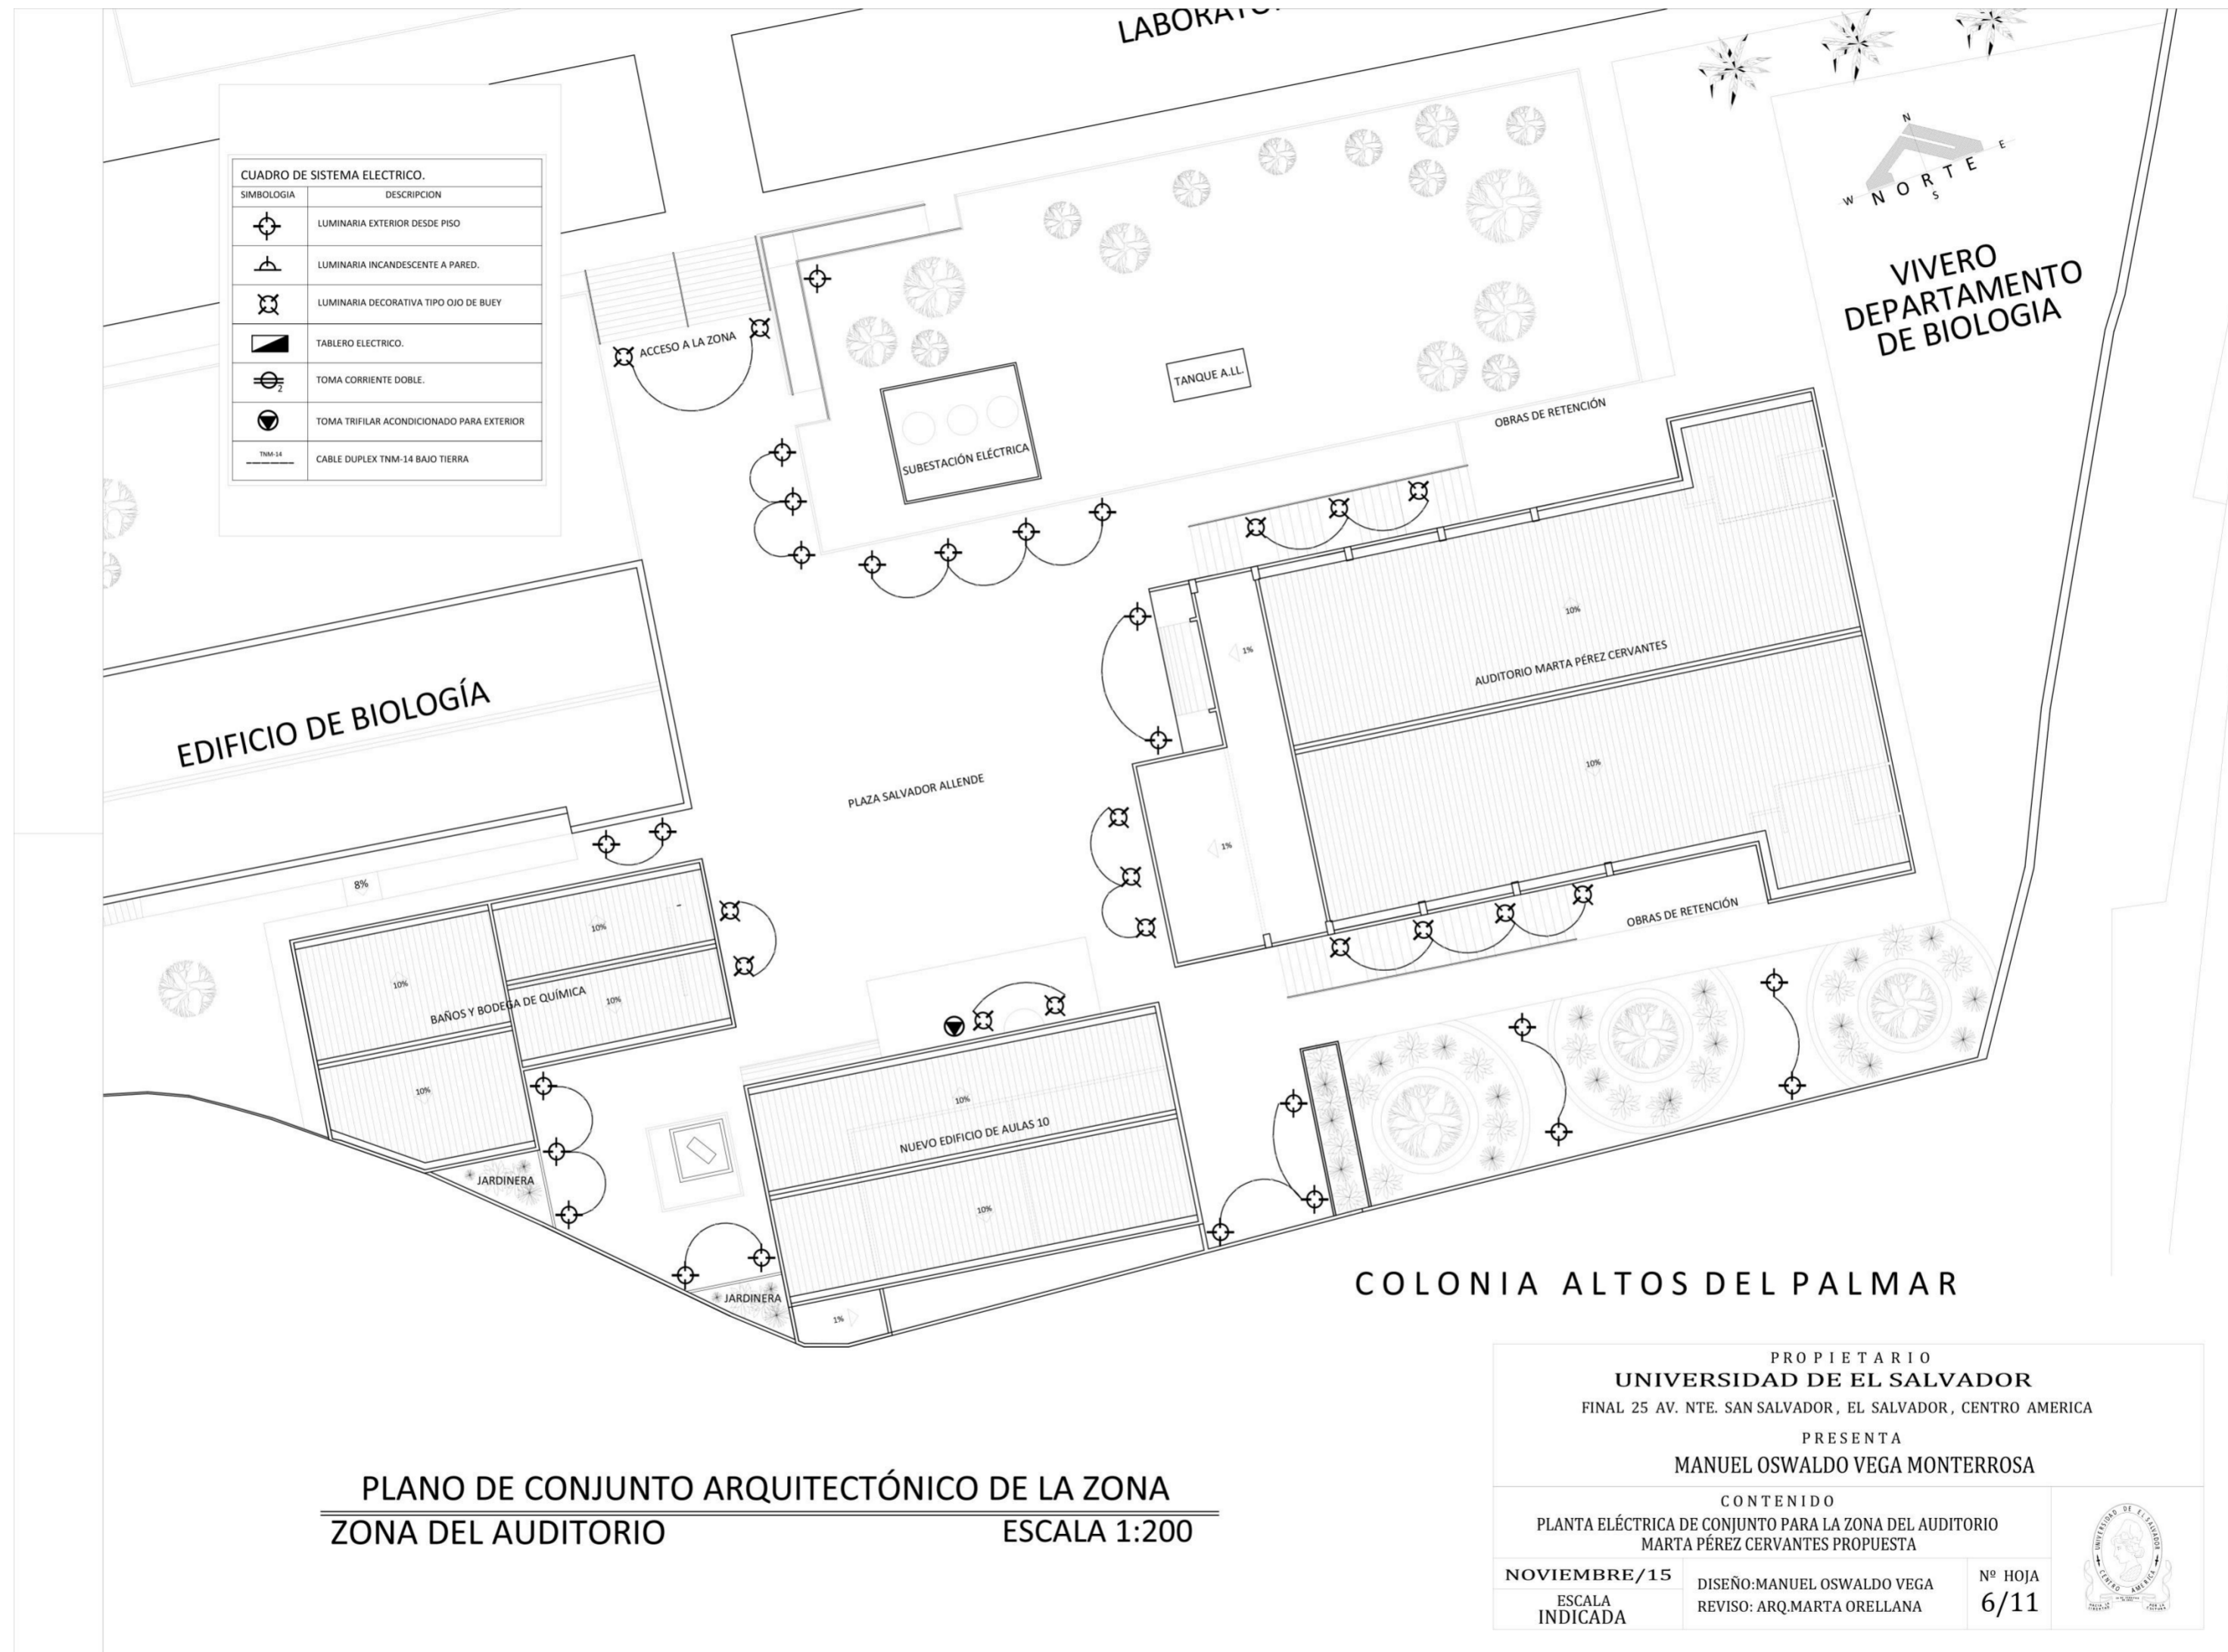 LABORATO
CUADRO DE SISTEMA ELECTRICO.
SIMBOLOGIA DESCRIPCION
LUMINARIA EXTERIOR DESDE PISO
LUMINARIA INCANDESCENTE A PARED.
LUMINARIA DECORATIVA TIPO OJO DE BUEY
TABLERO ELECTRICO.
2
TOMA CORRIENTE DOBLE.
TOMA TRIFILAR ACONDICIONADO PARA EXTERIOR
TNM-14
CABLE DUPLEX TNM-14 BAJO TIERRA
N
E
W
S
NORTE
VIVERO
DEPARTAMENTO
DE BIOLOGIA
ACCESO A LA ZONA
TANQUE A.LL.
SUBESTACIÓN ELÉCTRICA
OBRAS DE RETENCIÓN
10%
1%
AUDITORIO MARTA PÉREZ CERVANTES
EDIFICIO DE BIOLOGÍA
PLAZA SALVADOR ALLENDE
10%
1%
8%
OBRAS DE RETENCIÓN
10%
10%
BAÑOS Y BODEGA DE QUÍMICA
10%
10%
10%
NUEVO EDIFICIO DE AULAS 10
10%
JARDINERA
JARDINERA
1%
COLONIA ALTOS DEL PALMAR
PLANO DE CONJUNTO ARQUITECTÓNICO DE LA ZONA
ZONA DEL AUDITORIO ESCALA 1:200
PROPIETARIO
UNIVERSIDAD DE EL SALVADOR
FINAL 25 AV. NTE. SAN SALVADOR, EL SALVADOR, CENTRO AMERICA
PRESENTA
MANUEL OSWALDO VEGA MONTERROSA
CONTENIDO
PLANTA ELÉCTRICA DE CONJUNTO PARA LA ZONA DEL AUDITORIO
MARTA PÉREZ CERVANTES PROPUESTA
NOVIEMBRE/15
ESCALA
INDICADA
DISEÑO:MANUEL OSWALDO VEGA
REVISO: ARQ.MARTA ORELLANA
Nº HOJA
6/11
UNIVERSIDAD DE EL SALVADOR
CENTRO AMERICA